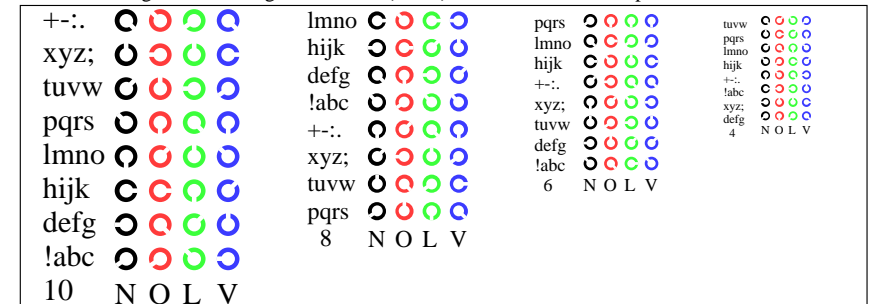 +-:.
xyz;
tuvw
pqrs
lmno
hijk
defg
!abc
10 N O L V
lmno
hijk
defg
!abc
+-:.
xyz;
tuvw
pqrs
8 N O L V
pqrs
lmno
hijk
+-:.
xyz;
tuvw
defg
!abc
6 N O L V
tuvw
pqrs
lmno
hijk
+-:.
!abc
xyz;
defg
4 N O L V